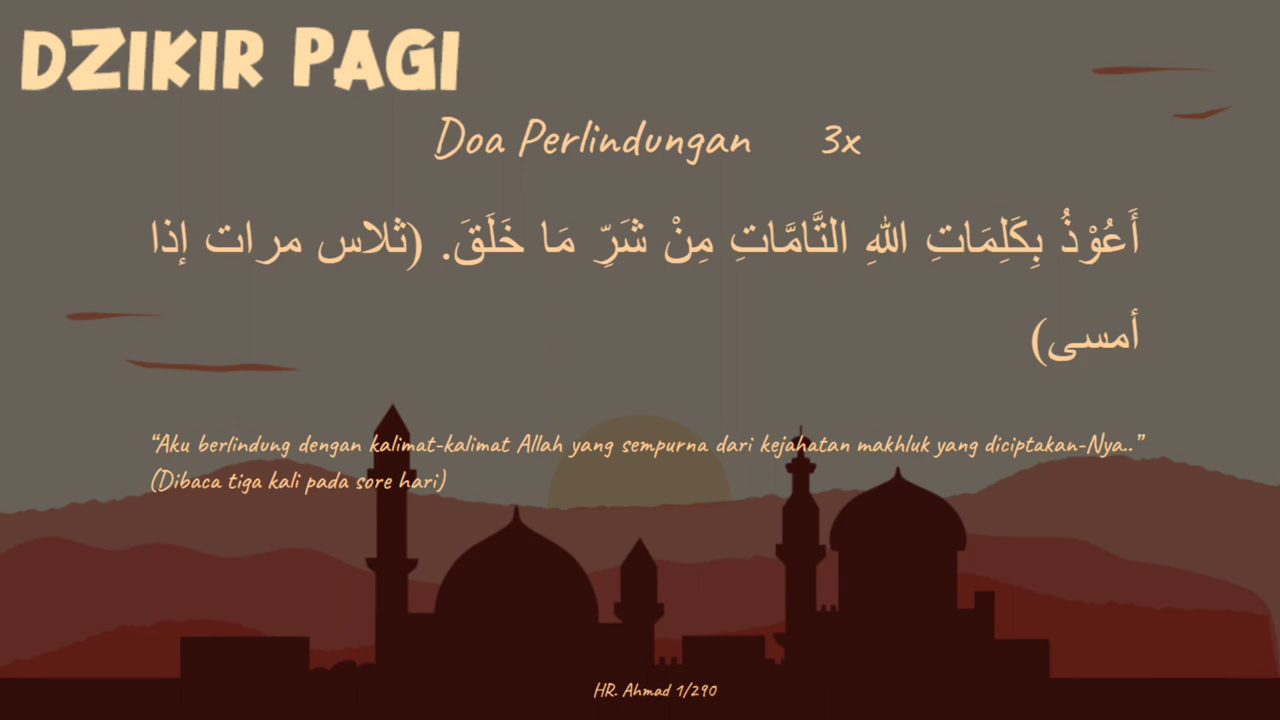 DZIKIR PAGI
Doa Perlindungan 3x
أَعُوْذُ بِكَلِمَاتِ اللهِ التَّامَّاتِ مِنْ شَرِّ مَا خَلَقَ. (ثلاس مرات إذا
أمسى)
“Aku berlindung dengan kalimat-kalimat Allah yang sempurna dari kejahatan makhluk yang diciptakan-Nya..”
(Dibaca tiga kali pada sore hari)
HR. Ahmad 1/290